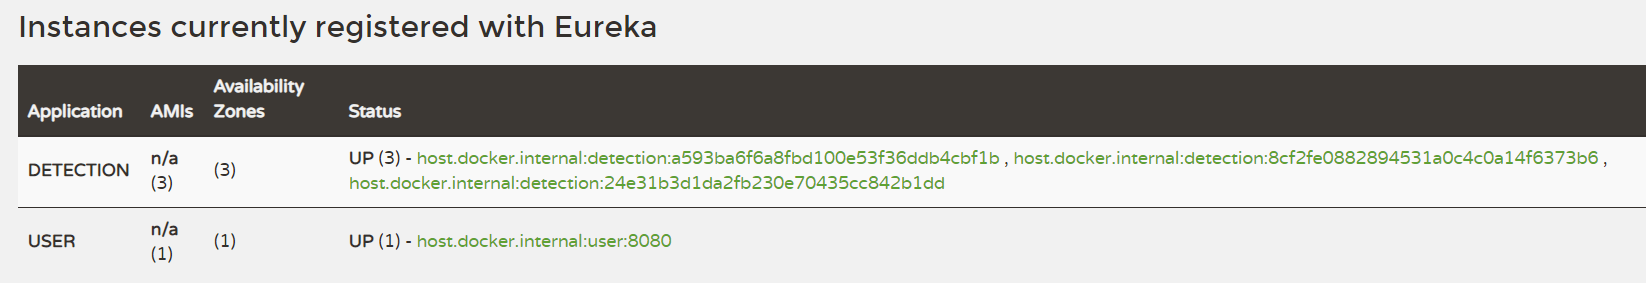 Instances currently registered with Eureka
Application AMIs Availability Zones Status
DETECTION n/a (3) (3) UP (3) - host.docker.internal:detection:a593ba6f6a8fbd100e53f36ddb4cbf1b , host.docker.internal:detection:8cf2fe0882894531a0c4c0a14f6373b6 ,
host.docker.internal:detection:24e31b3d1da2fb230e70435cc842b1dd
USER n/a (1) (1) UP (1) - host.docker.internal:user:8080